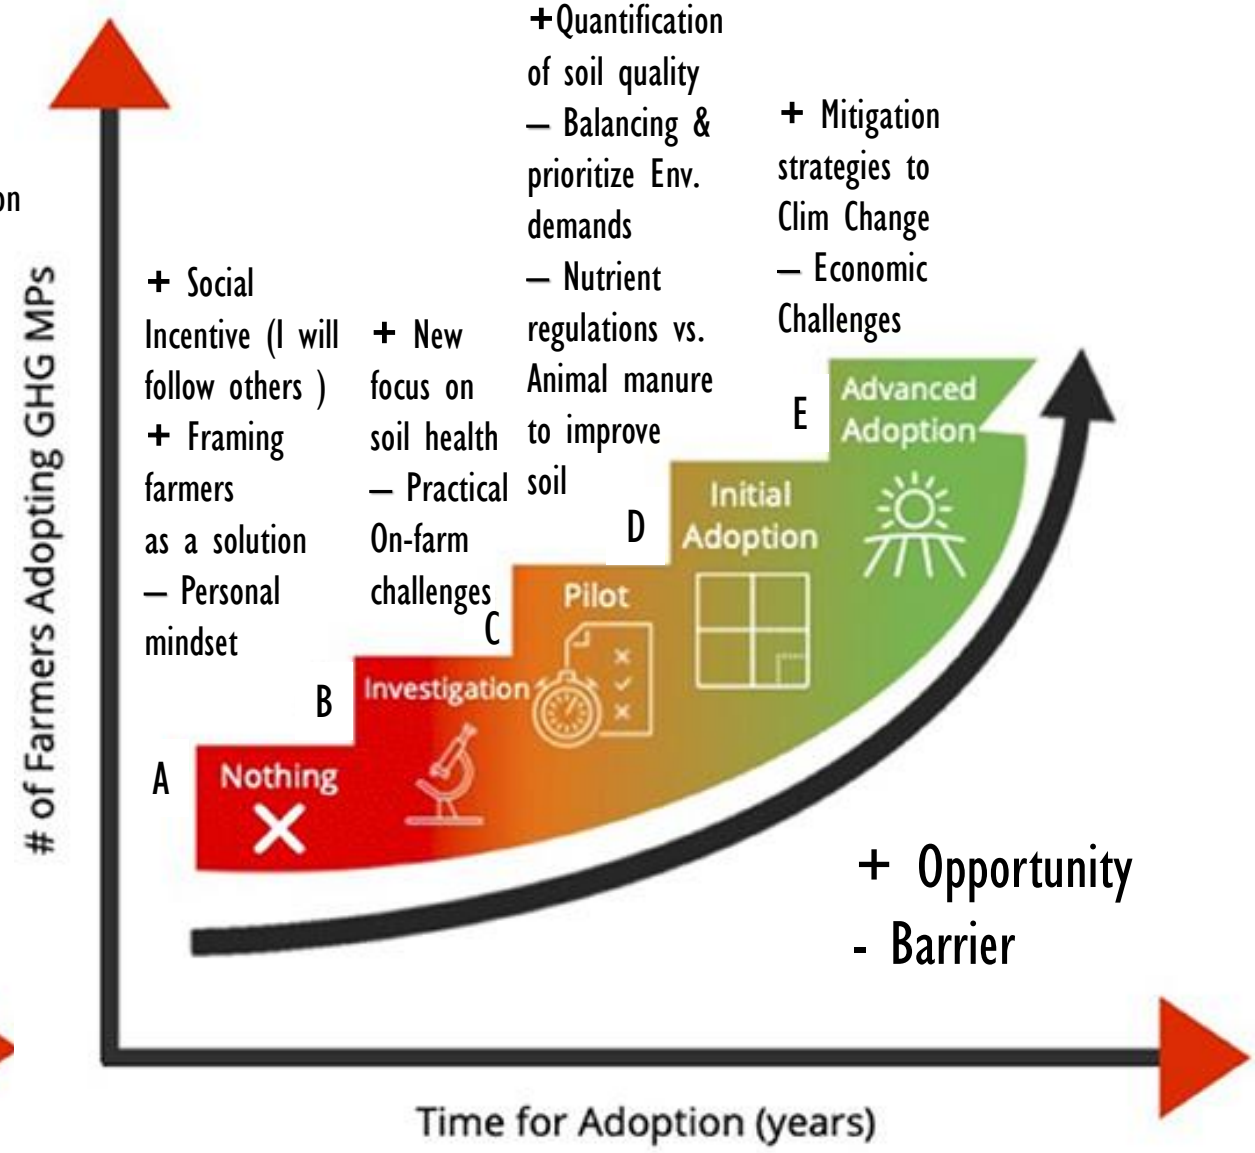 +Quantification
of soil quality
– Balancing &
prioritize Env.
demands
– Nutrient
regulations vs.
Animal manure
to improve
soil
+ Mitigation
strategies to
Clim Change
– Economic
Challenges
on
+ Social
Incentive (I will
follow others )
+ Framing
farmers
as a solution
– Personal
mindset
+ New
focus on
soil health
– Practical
On-farm
challenges
# of Farmers Adopting GHG MPs
A
Nothing
B
Investigation
C
Pilot
D
Initial
Adoption
E
Advanced
Adoption
+ Opportunity
- Barrier
Time for Adoption (years)